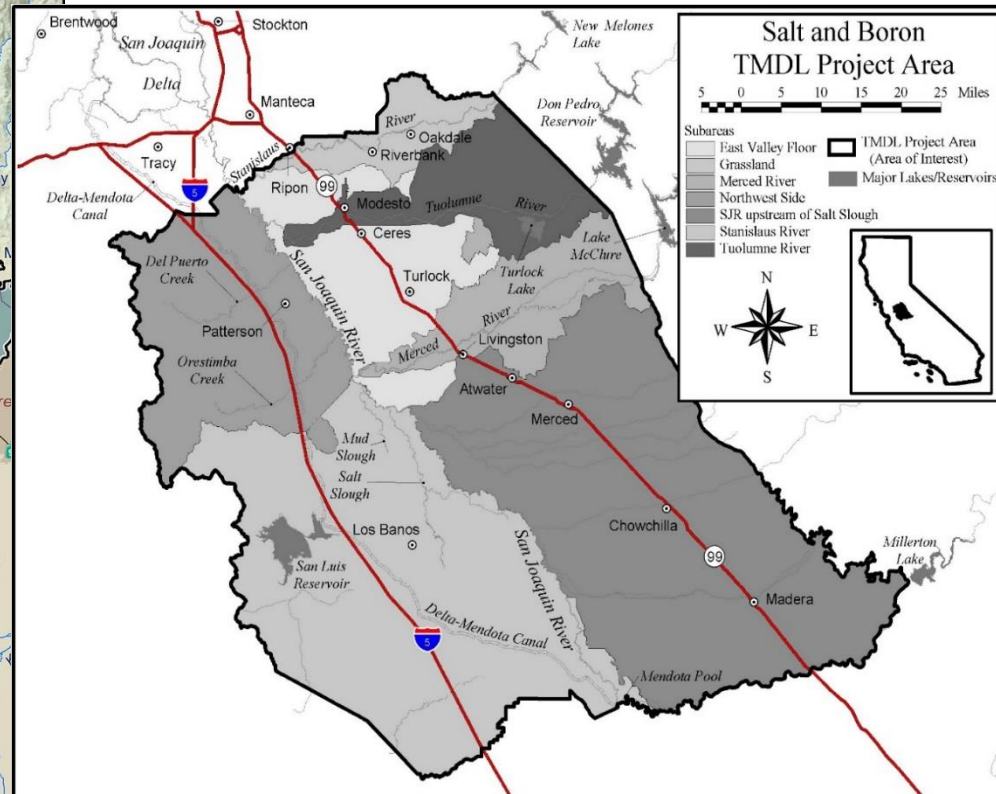 Brentwood
Stockton
San Joaquin
Delta
Manteca
Tracy
Delta-Mendota
Canal
5
Stanislaus
River
Oakdale
Riverbank
Ripon
99
Modesto
Tuolumne
River
Ceres
Turlock
Turlock
Lake
New Melones
Lake
Don Pedro
Reservoir
Lake
McClure
Del Puerto
Creek
Patterson
San Joaquin River
Orestimba
Creek
Merced
River
Livingston
Atwater
Merced
Mud
Slough
Salt
Slough
Los Banos
San Luis
Reservoir
San Joaquin River
Delta-Mendota Canal
5
Chowchilla
99
Madera
Millerton
Lake
Mendota Pool
Salt and Boron
TMDL Project Area
5 0 5 10 15 20 25 Miles
Subareas
East Valley Floor
Grassland
Merced River
Northwest Side
SJR upstream of Salt Slough
Stanislaus River
Tuolumne River
TMDL Project Area
(Area of Interest)
Major Lakes/Reservoirs
N
W E
S